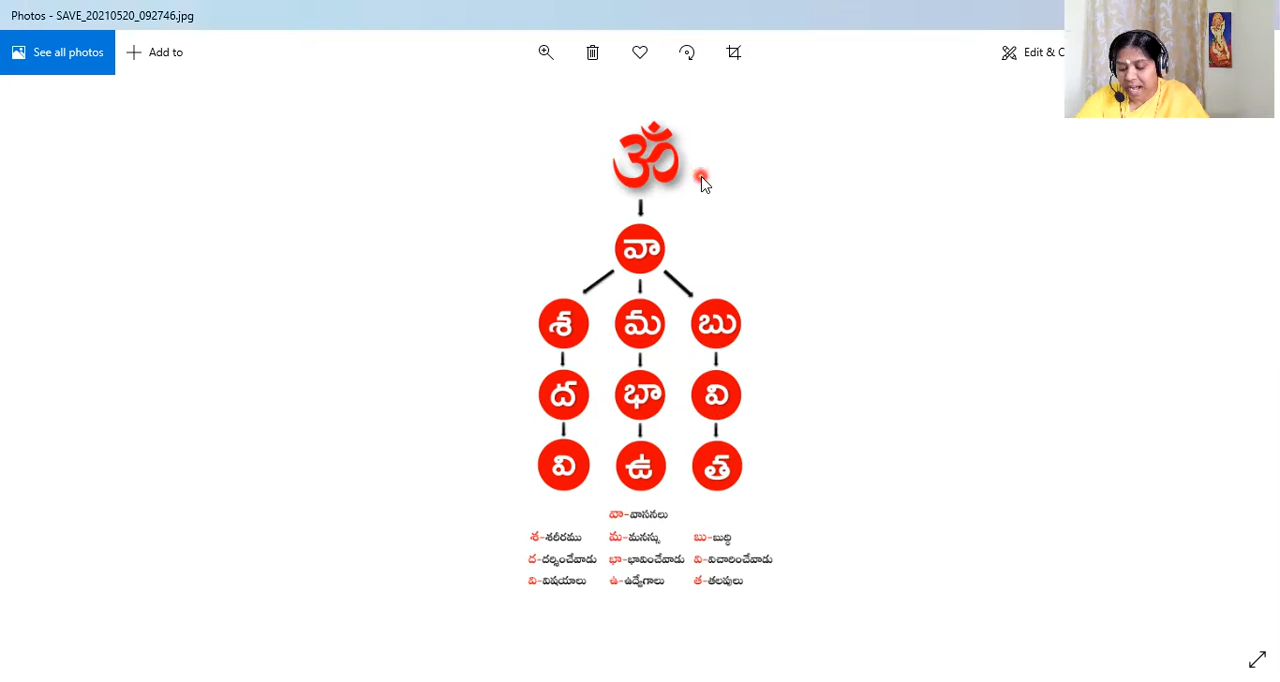 Photos - SAVE_20210520_092746.jpg
See all photos Add to Edit & C
ॐ
వా
శ మ బు
ద భా వి
వి ఉ త
వా-వాసనలు
శ-శరీరము మ-మనస్సు బు-బుద్ధి
ద-దర్శించేవాడు భా-భావించేవాడు వి-విచారించేవాడు
వి-విషయాలు ఉ-ఉద్వేగాలు త-తలపులు